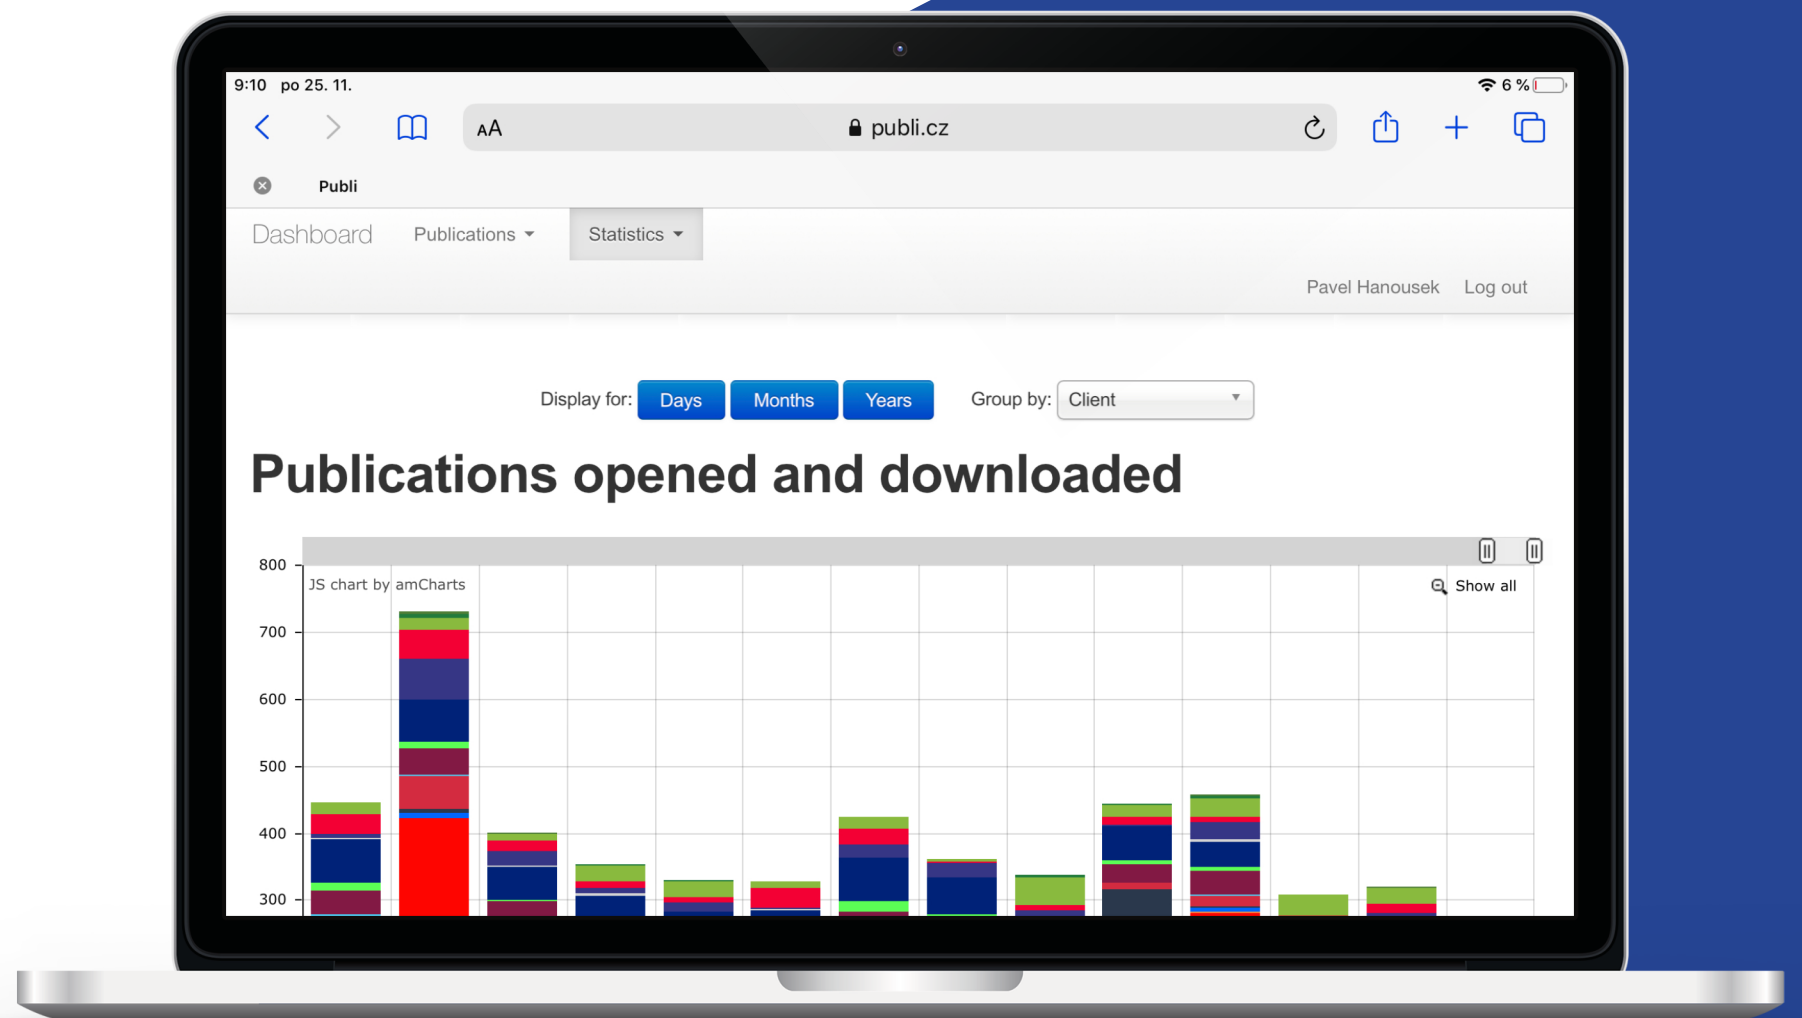 9:10 po 25. 11. 6 %
AA publi.cz
Publi
Dashboard Publications Statistics
Pavel Hanousek Log out
Display for: Days Months Years Group by: Client
Publications opened and downloaded
800
JS chart by amCharts Show all
700
600
500
400
300